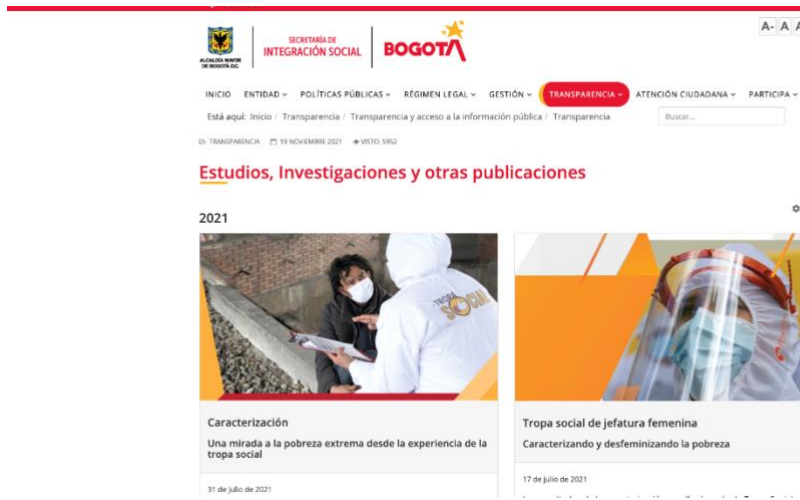 SECRETARÍA DE
INTEGRACIÓN SOCIAL
BOGOTÁ
ALCALDÍA MAYOR
DE BOGOTÁ D.C.
A- A A
INICIO ENTIDAD POLÍTICAS PÚBLICAS RÉGIMEN LEGAL GESTIÓN TRANSPARENCIA ATENCIÓN CIUDADANA PARTICIPA
Está aquí: Inicio / Transparencia / Transparencia y acceso a la información pública / Transparencia
Buscar...
TRANSPARENCIA 19 NOVIEMBRE 2021 VISTO: 5952
Estudios, Investigaciones y otras publicaciones
2021
TROPA
SOCIAL
Caracterización
Una mirada a la pobreza extrema desde la experiencia de la
tropa social
31 de julio de 2021
Tropa social de jefatura femenina
Caracterizando y desfeminizando la pobreza
17 de julio de 2021